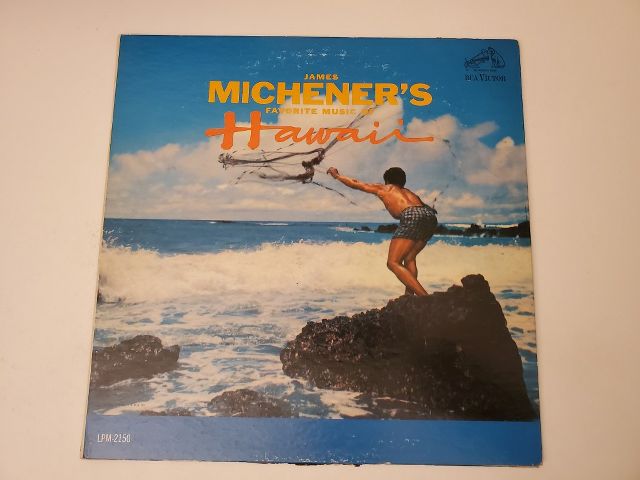 JAMES
MICHENER'S
FAVORITE MUSIC OF
Hawaii
RCA VICTOR
LPM-2150